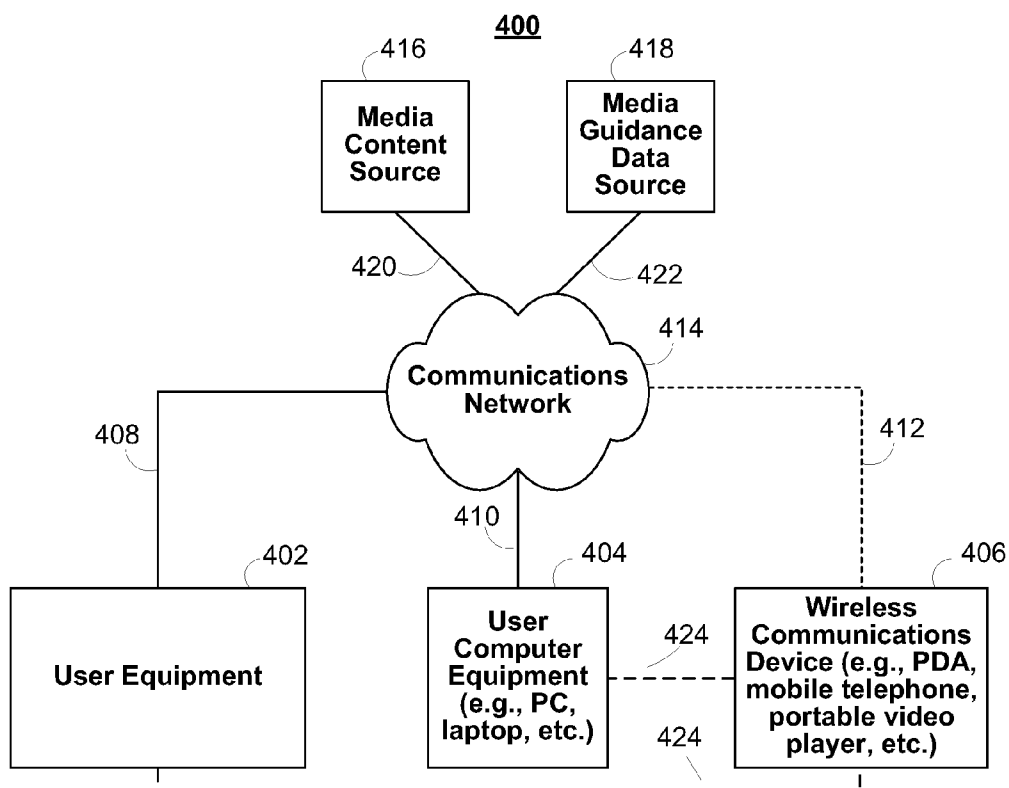 400
416
418
Media
Content
Source
Media
Guidance
Data
Source
420
422
414
Communications
Network
408
412
410
402
404
406
User Equipment
User
Computer
Equipment
(e.g., PC,
laptop, etc.)
424
Wireless
Communications
Device (e.g., PDA,
mobile telephone,
portable video
player, etc.)
424